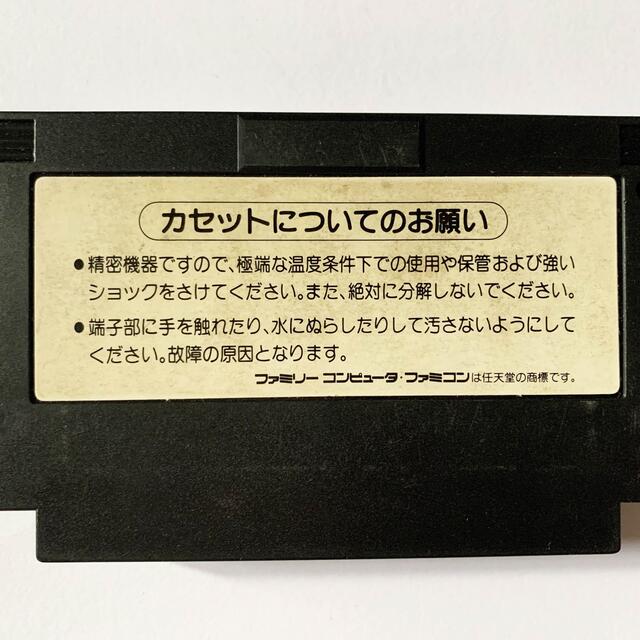 カセットについてのお願い
●精密機器ですので、極端な温度条件下での使用や保管および強い
ショックをさけてください。また、絶対に分解しないでください。
●端子部に手を触れたり、水にぬらしたりして汚さないようにして
ください。故障の原因となります。
ファミリー コンピュータ・ファミコンは任天堂の商標です。